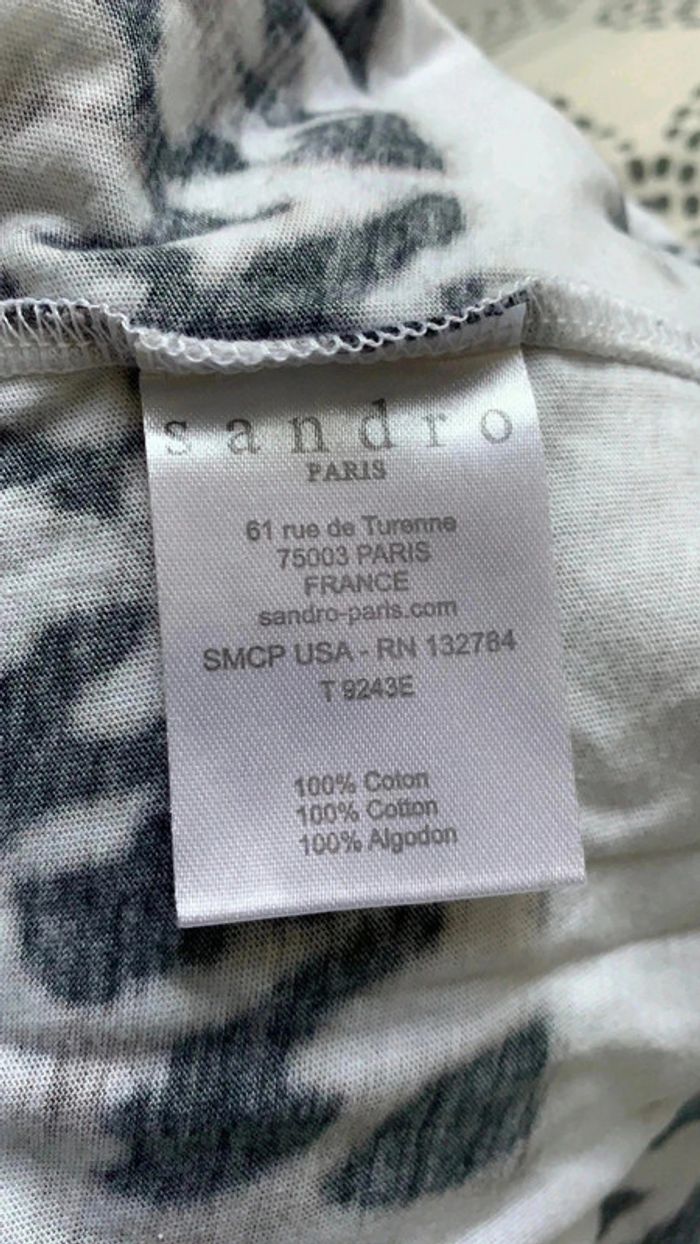 sandro
PARIS
61 rue de Turenne
75003 PARIS
FRANCE
sandro-paris.com
SMCP USA - RN 132784
T 9243E
100% Coton
100% Cotton
100% Algodon